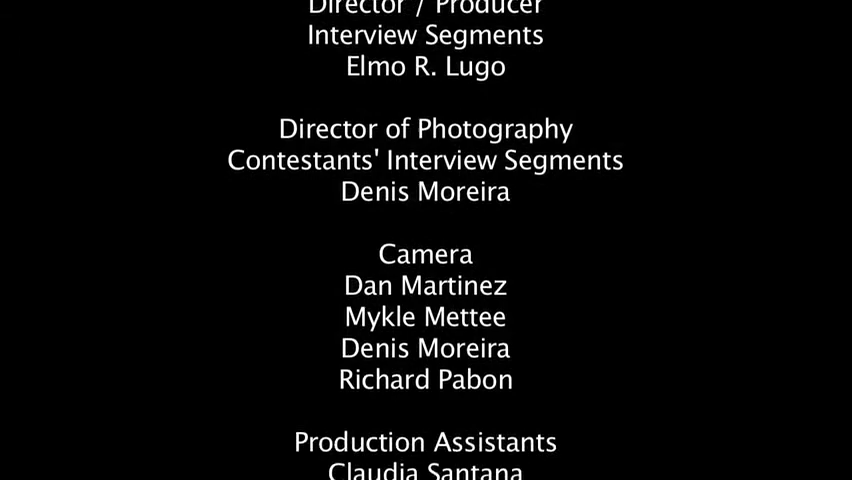 Director / Producer
Interview Segments
Elmo R. Lugo
Director of Photography
Contestants' Interview Segments
Denis Moreira
Camera
Dan Martinez
Mykle Mettee
Denis Moreira
Richard Pabon
Production Assistants
Claudia Santana